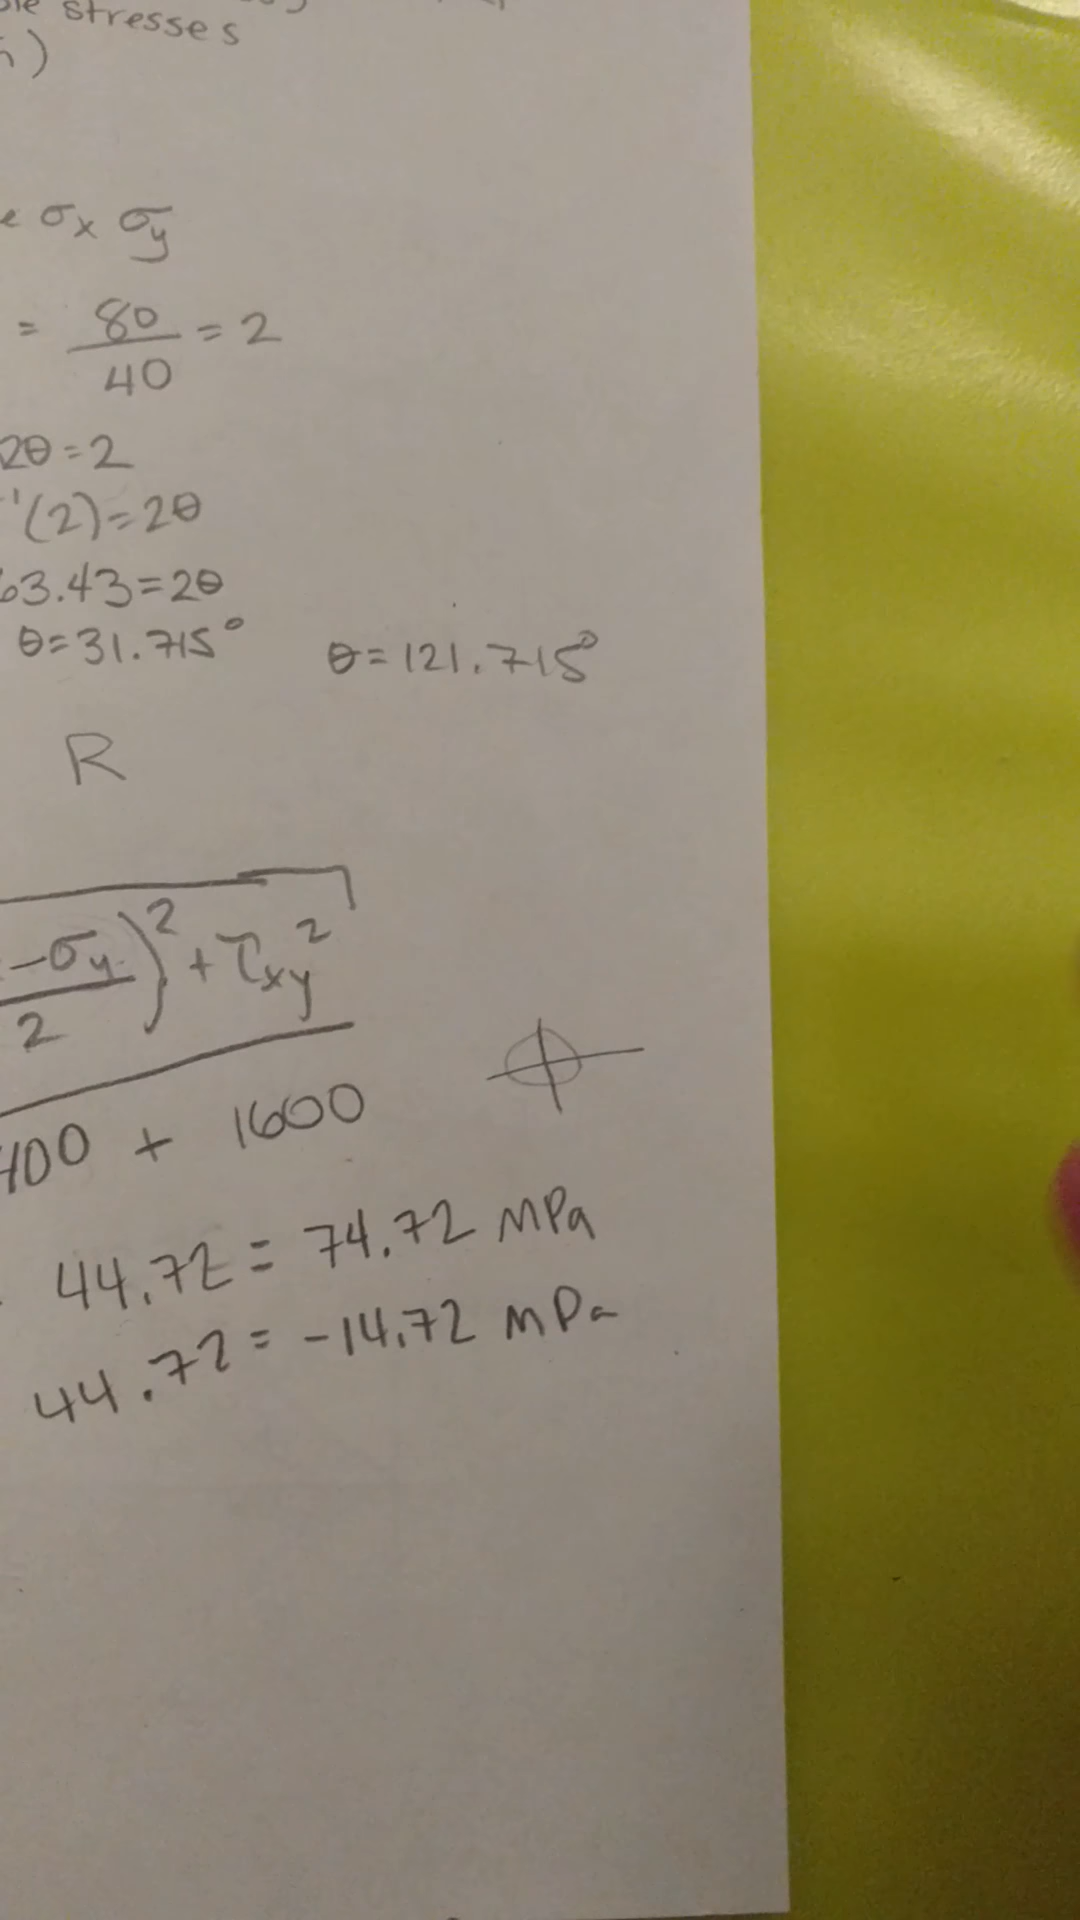 stresses
)
σx σy
= 80/40 = 2
2θ=2
(2)=2θ
63.43=2θ
θ=31.715° θ=121.715°
R
-σy/2)² + τxy²
400 + 1600
44.72 = 74.72 MPa
44.72 = -14.72 MPa